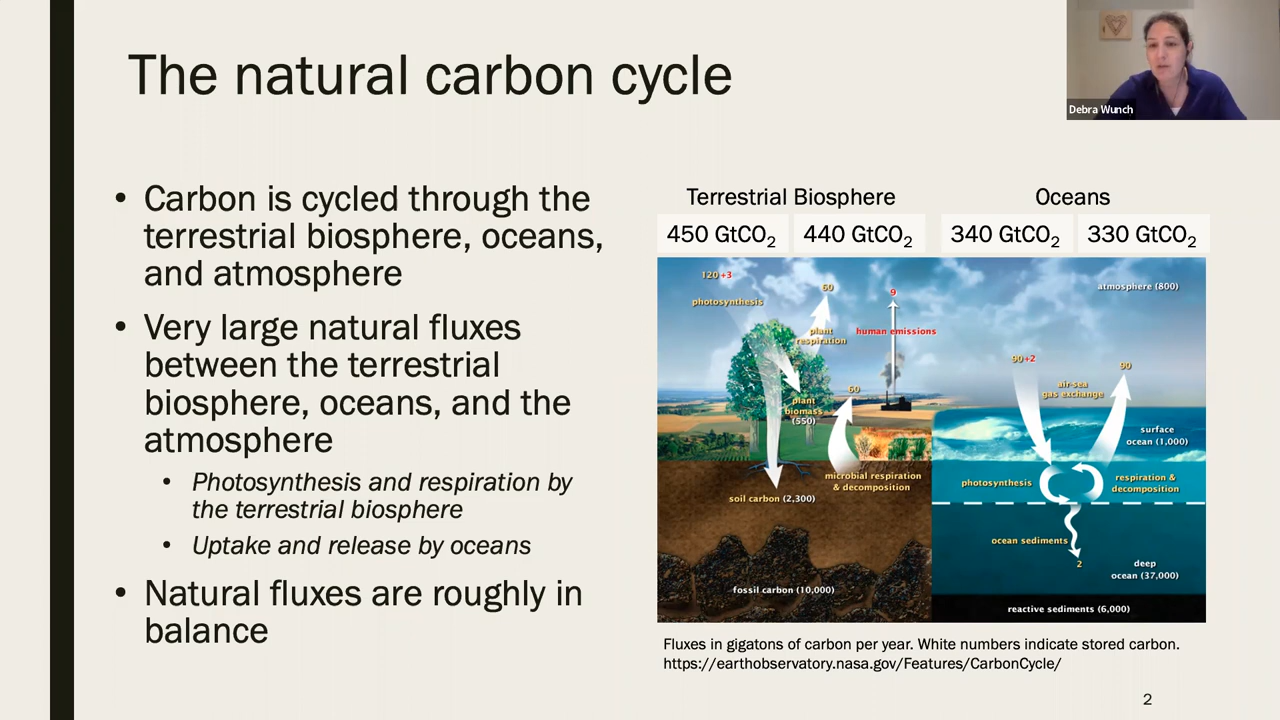 The natural carbon cycle
Debra Wunch
• Carbon is cycled through the
terrestrial biosphere, oceans,
and atmosphere
• Very large natural fluxes
between the terrestrial
biosphere, oceans, and the
atmosphere
• Photosynthesis and respiration by
the terrestrial biosphere
• Uptake and release by oceans
• Natural fluxes are roughly in
balance
Terrestrial Biosphere
Oceans
450 GtCO₂
440 GtCO₂
340 GtCO₂
330 GtCO₂
120+3
photosynthesis
60
plant
respiration
9
human emissions
atmosphere (800)
plant
biomass
(550)
60
microbial respiration
& decomposition
soil carbon (2,300)
fossil carbon (10,000)
90+2
90
air-sea
gas exchange
surface
ocean (1,000)
photosynthesis
respiration &
decomposition
ocean sediments
2
deep
ocean (37,000)
reactive sediments (6,000)
Fluxes in gigatons of carbon per year. White numbers indicate stored carbon.
https://earthobservatory.nasa.gov/Features/CarbonCycle/
2